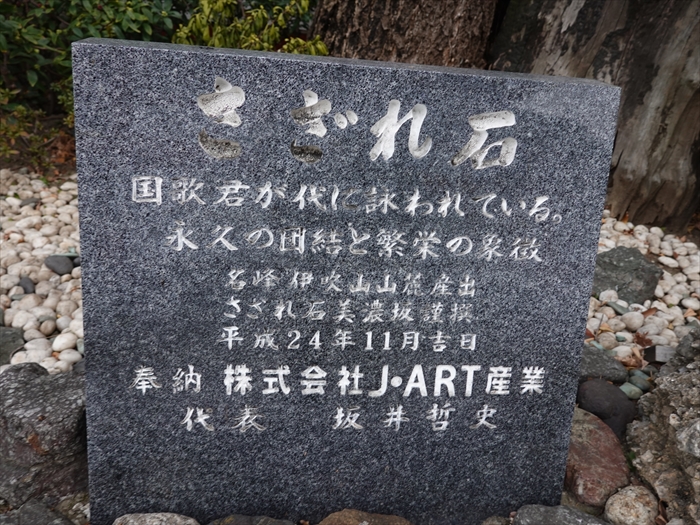 さざれ石
国歌君が代に詠われている。
永久の団結と繁栄の象徴
名峰 伊吹山山麓産出
さざれ石美濃坂謹撰
平成24年11月吉日
奉納 株式会社J・ART産業
代表 坂井哲史